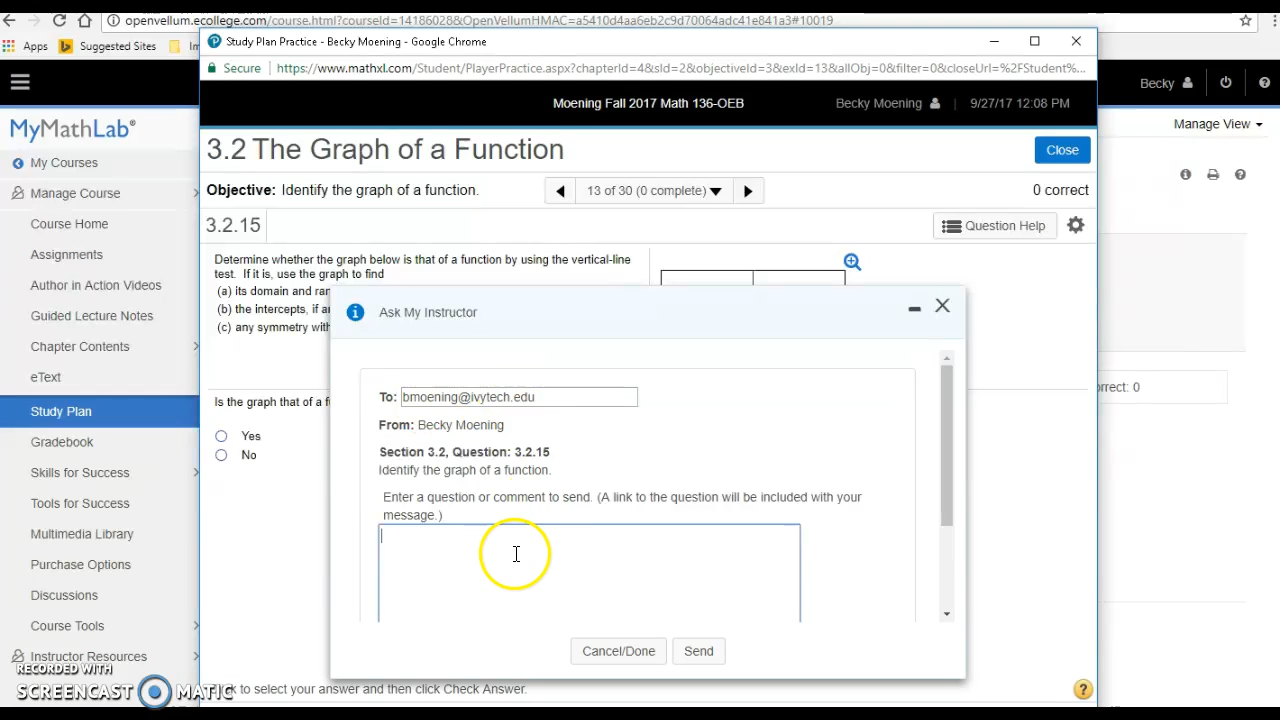 openvellum.ecollege.com/course.html?courseId=14186028&OpenVellumHMAC=a5410d4aa6eb2c9d70064adc41e841a3#10019
Apps
Suggested Sites
Study Plan Practice - Becky Moening - Google Chrome
Secure
https://www.mathxl.com/Student/PlayerPractice.aspx?chapterId=4&sId=2&objectiveId=3&exId=13&allObj=0&filter=0&closeUrl=%2FStudent%...
Moening Fall 2017 Math 136-OEB
Becky Moening
9/27/17 12:08 PM
Becky
MyMathLab®
Manage View
3.2 The Graph of a Function
Close
My Courses
Manage Course
Objective: Identify the graph of a function.
13 of 30 (0 complete)
0 correct
Course Home
3.2.15
Question Help
Assignments
Determine whether the graph below is that of a function by using the vertical-line
test. If it is, use the graph to find
(a) its domain and ran
(b) the intercepts, if an
(c) any symmetry with
Author in Action Videos
Guided Lecture Notes
Chapter Contents
eText
Study Plan
Gradebook
Skills for Success
Tools for Success
Multimedia Library
Purchase Options
Discussions
Course Tools
Instructor Resources
Ask My Instructor
To: bmoening@ivytech.edu
From: Becky Moening
Section 3.2, Question: 3.2.15
Identify the graph of a function.
Enter a question or comment to send. (A link to the question will be included with your
message.)
Cancel/Done
Send
rrect: 0
Is the graph that of a f
Yes
No
to select your answer and then click Check Answer.
RECORDED WITH
SCREENCAST MATIC